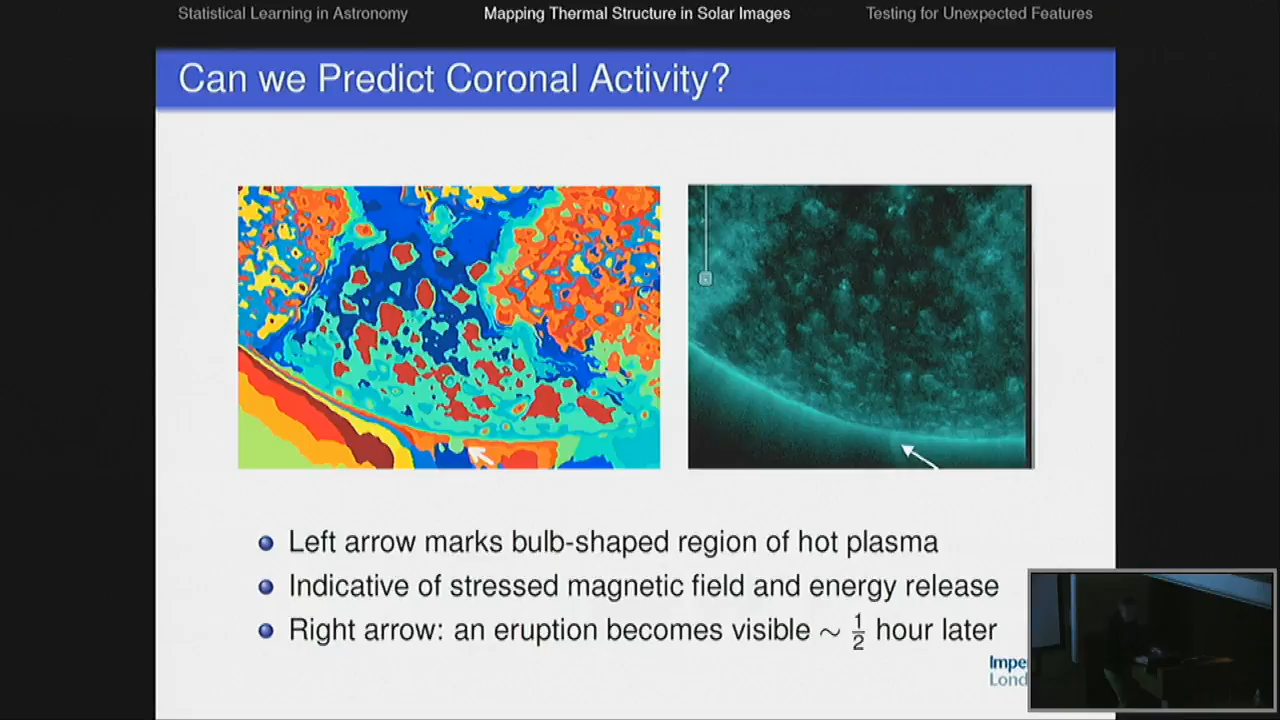 Statistical Learning in Astronomy Mapping Thermal Structure in Solar Images Testing for Unexpected Features
Can we Predict Coronal Activity?
Left arrow marks bulb-shaped region of hot plasma
Indicative of stressed magnetic field and energy release
Right arrow: an eruption becomes visible ∼ 1/2 hour later
Impe
Lond